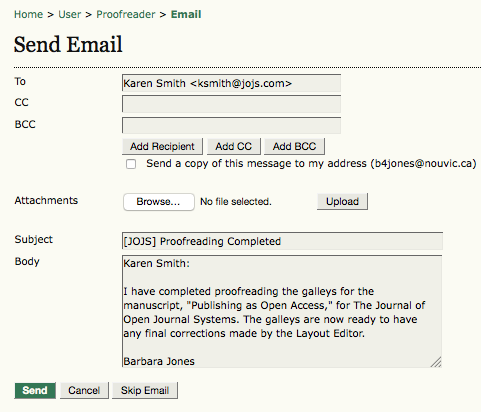 Home > User > Proofreader > Email
Send Email
To
Karen Smith <ksmith@jojs.com>
CC
BCC
Add Recipient Add CC Add BCC
Send a copy of this message to my address (b4jones@nouvic.ca)
Attachments
Browse... No file selected. Upload
Subject
[JOJS] Proofreading Completed
Body
Karen Smith:
I have completed proofreading the galleys for the
manuscript, "Publishing as Open Access," for The Journal of
Open Journal Systems. The galleys are now ready to have
any final corrections made by the Layout Editor.
Barbara Jones
Send Cancel Skip Email